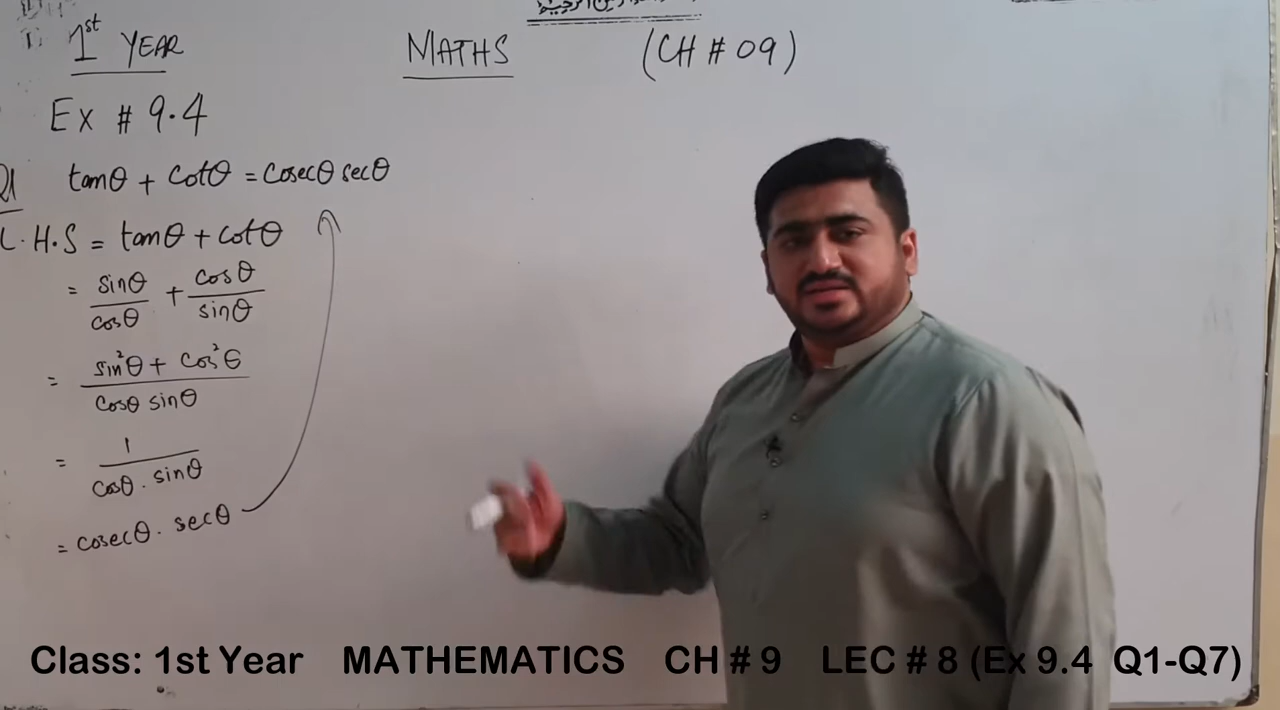 1st YEAR MATHS (CH # 09)
Ex # 9.4
Q1 tanθ + cotθ = cosecθ secθ
L.H.S = tanθ + cotθ
= sinθ/cosθ + cosθ/sinθ
= sin²θ + cos²θ / cosθ sinθ
= 1 / cosθ . sinθ
= cosecθ . secθ
Class: 1st Year MATHEMATICS CH # 9 LEC # 8 (Ex 9.4 Q1-Q7)